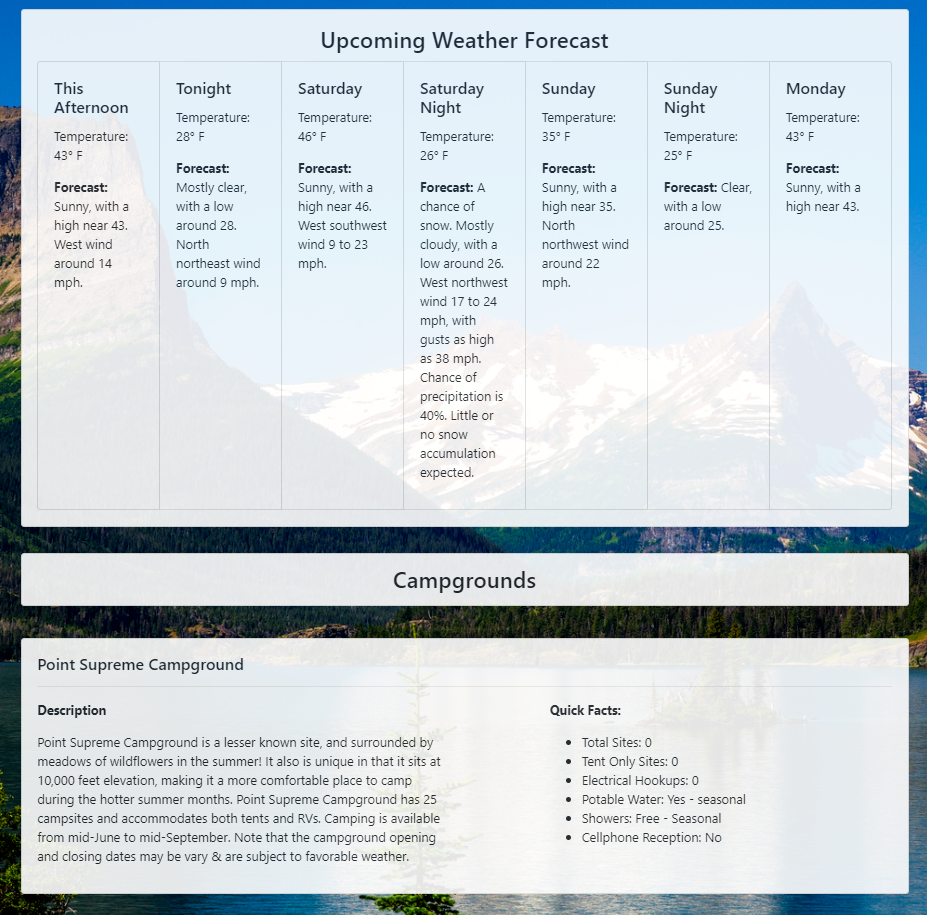 Upcoming Weather Forecast
This
Afternoon
Temperature:
43° F
Forecast:
Sunny, with a
high near 43.
West wind
around 14
mph.
Tonight
Temperature:
28° F
Forecast:
Mostly clear,
with a low
around 28.
North
northeast wind
around 9 mph.
Saturday
Temperature:
46° F
Forecast:
Sunny, with a
high near 46.
West southwest
wind 9 to 23
mph.
Saturday
Night
Temperature:
26° F
Forecast: A
chance of
snow. Mostly
cloudy, with a
low around 26.
West northwest
wind 17 to 24
mph, with
gusts as high
as 38 mph.
Chance of
precipitation is
40%. Little or
no snow
accumulation
expected.
Sunday
Temperature:
35° F
Forecast:
Sunny, with a
high near 35.
North
northwest wind
around 22
mph.
Sunday
Night
Temperature:
25° F
Forecast: Clear,
with a low
around 25.
Monday
Temperature:
43° F
Forecast:
Sunny, with a
high near 43.
Campgrounds
Point Supreme Campground
Description
Point Supreme Campground is a lesser known site, and surrounded by
meadows of wildflowers in the summer! It also is unique in that it sits at
10,000 feet elevation, making it a more comfortable place to camp
during the hotter summer months. Point Supreme Campground has 25
campsites and accommodates both tents and RVs. Camping is available
from mid-June to mid-September. Note that the campground opening
and closing dates may be vary & are subject to favorable weather.
Quick Facts:
• Total Sites: 0
• Tent Only Sites: 0
• Electrical Hookups: 0
• Potable Water: Yes - seasonal
• Showers: Free - Seasonal
• Cellphone Reception: No